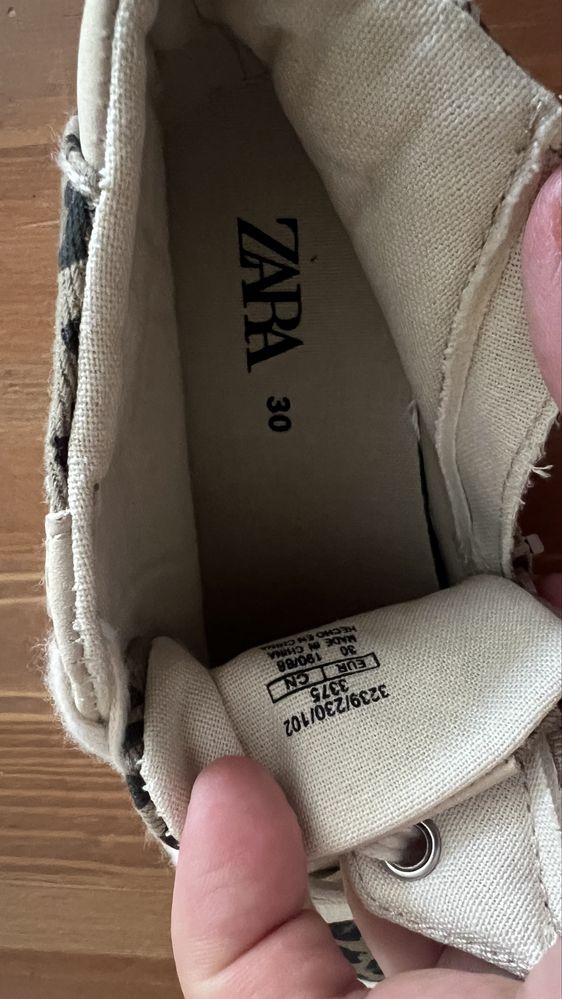 ZARA
30
3239/230/102
3375
EUR CN
30 190/68
MADE IN CHINA
HECHO EN CHINA